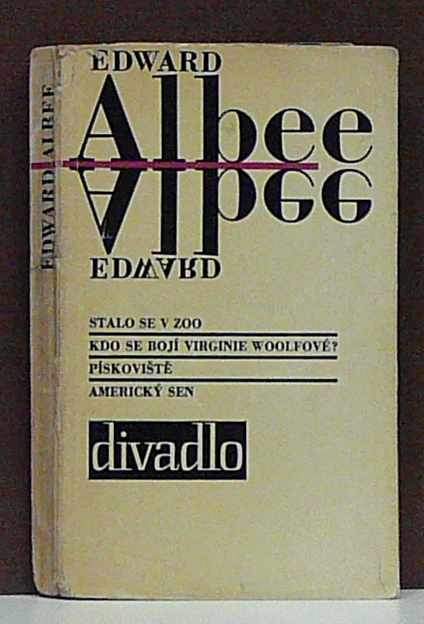 EDWARD
Albee
Albee
EDWARD
STALO SE V ZOO
KDO SE BOJÍ VIRGINIE WOOLFOVÉ?
PÍSKOVIŠTĚ
AMERICKÝ SEN
divadlo
EDWARD ALBEE